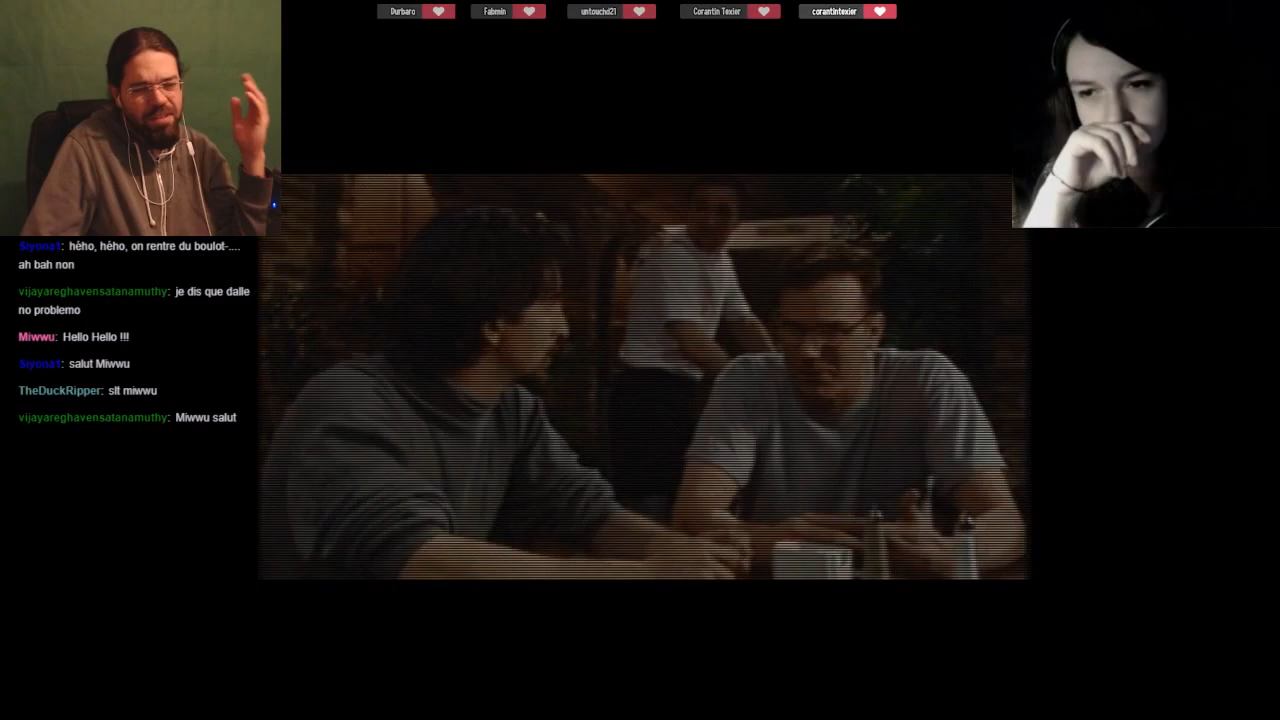 Durbaro
Fabmin
untouchd21
Corantin Texier
corantintexier
Siyona1: hého, hého, on rentre du boulot-....
ah bah non
vijayareghavensatanamuthy: je dis que dalle
no problemo
Miwwu: Hello Hello !!!
Siyona1: salut Miwwu
TheDuckRipper: slt miwwu
vijayareghavensatanamuthy: Miwwu salut